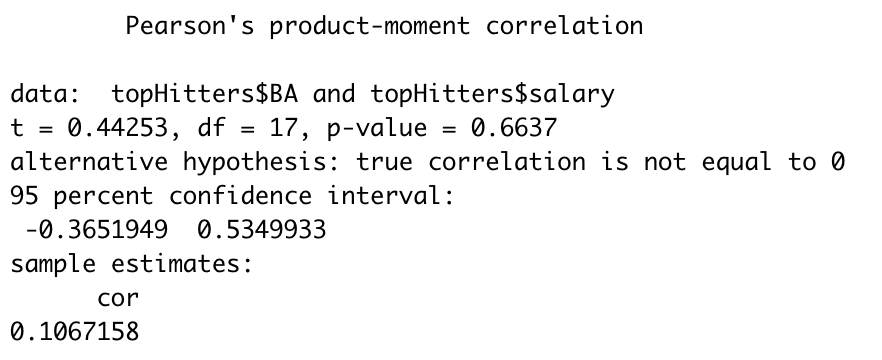 Pearson's product-moment correlation
data:  topHitters$BA and topHitters$salary
t = 0.44253, df = 17, p-value = 0.6637
alternative hypothesis: true correlation is not equal to 0
95 percent confidence interval:
-0.3651949  0.5349933
sample estimates:
cor
0.1067158